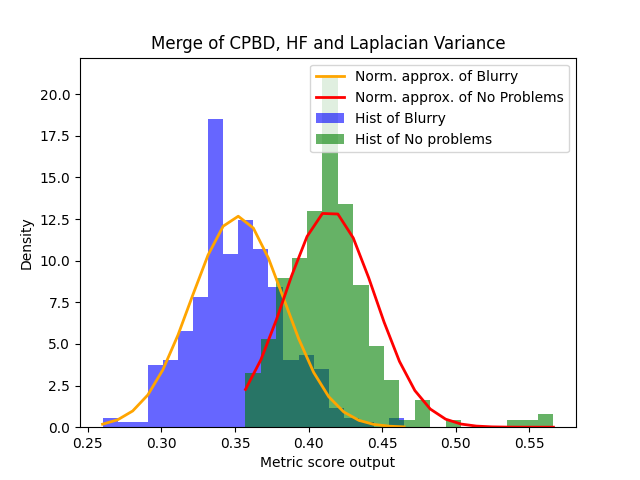 Merge of CPBD, HF and Laplacian Variance
Norm. approx. of Blurry
Norm. approx. of No Problems
Hist of Blurry
Hist of No problems
Density
20.0
17.5
15.0
12.5
10.0
7.5
5.0
2.5
0.0
0.25 0.30 0.35 0.40 0.45 0.50 0.55
Metric score output